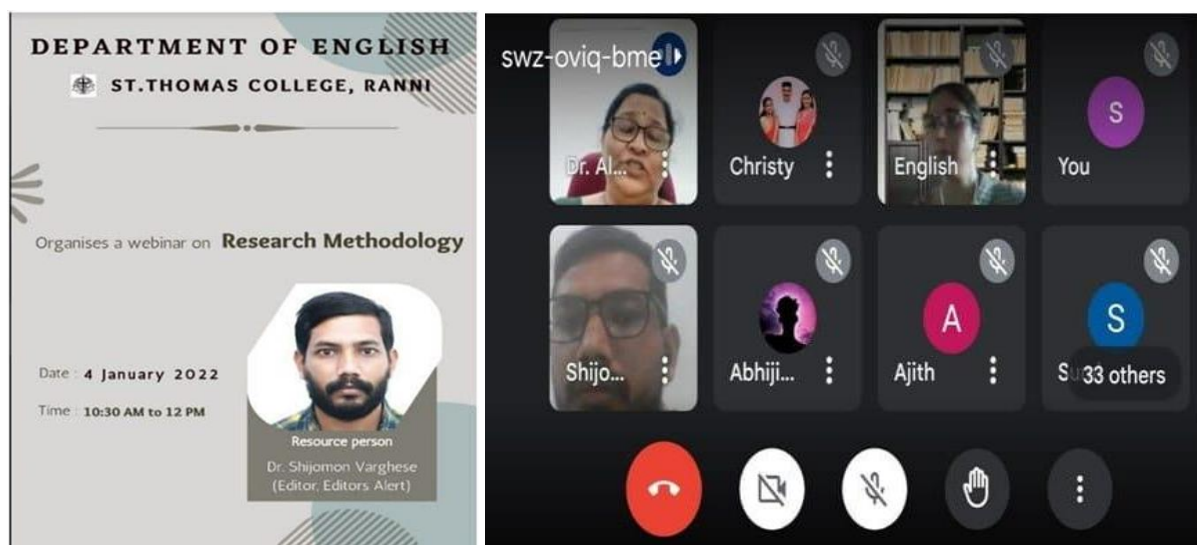 DEPARTMENT OF ENGLISH
ST.THOMAS COLLEGE, RANNI
Organises a webinar on Research Methodology
Date : 4 January 2022
Time : 10:30 AM to 12 PM
Resource person
Dr. Shijomon Varghese
(Editor, Editors Alert)
swz-oviq-bme
Dr. Al...
Christy
English
S
You
Shijo...
Abhiji...
A
Ajith
S
33 others